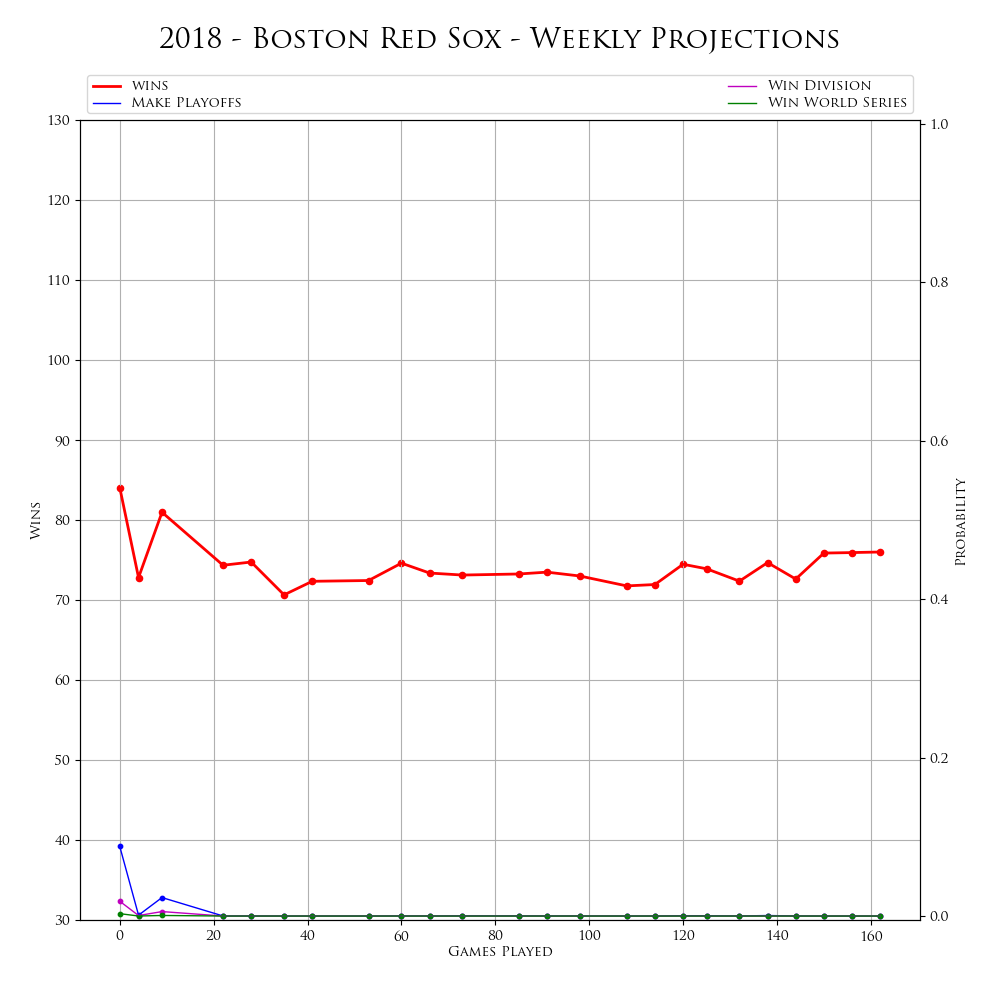 2018 - Boston Red Sox - Weekly Projections
wins
Make Playoffs
Win Division
Win World Series
130
120
110
100
90
80
70
60
50
40
30
Wins
1.0
0.8
0.6
0.4
0.2
0.0
Probability
0 20 40 60 80 100 120 140 160
Games Played